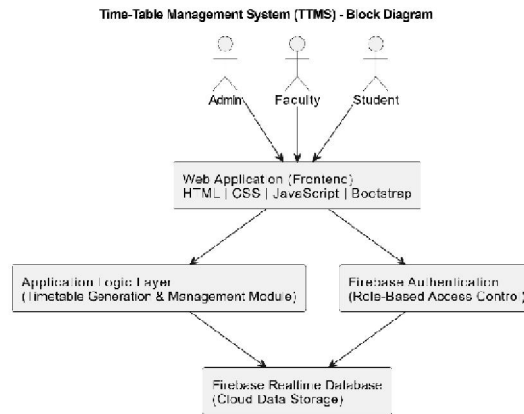 Time-Table Management System (TTMS) - Block Diagram
Admin
Faculty
Student
Web Application (Frontend)
HTML | CSS | JavaScript | Bootstrap
Application Logic Layer
(Timetable Generation & Management Module)
Firebase Authentication
(Role-Based Access Control)
Firebase Realtime Database
(Cloud Data Storage)